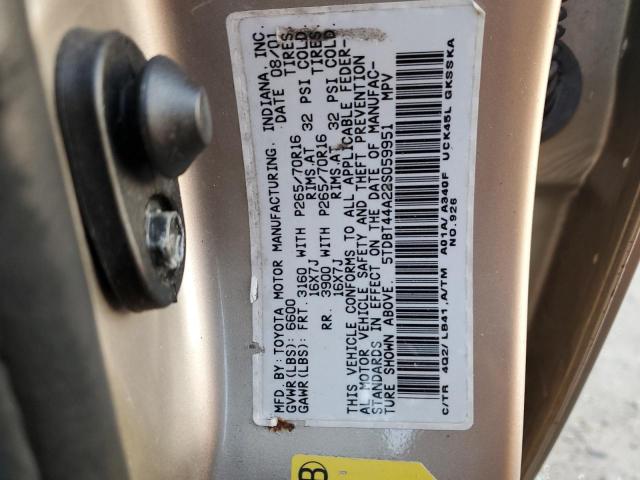 MFD. BY: TOYOTA MOTOR MANUFACTURING, INDIANA, INC.
GVWR(LBS): 6600 DATE 08/01
GAWR(LBS): FRT. 3160 WITH P265/70R16 TIRES,
16X7J RIMS,AT 32 PSI COLD.
RR. 3900 WITH P265/70R16 TIRES,
16X7J RIMS,AT 32 PSI COLD.
THIS VEHICLE CONFORMS TO ALL APPLICABLE FEDER-
AL MOTOR VEHICLE SAFETY AND THEFT PREVENTION
STANDARDS IN EFFECT ON THE DATE OF MANUFAC-
TURE SHOWN ABOVE. 5TDBT44A22S059951 MPV
C/TR 4Q2/ LB41 ,A/TM A01A/ A340F UCK45L GKSSKA
NO.926
B